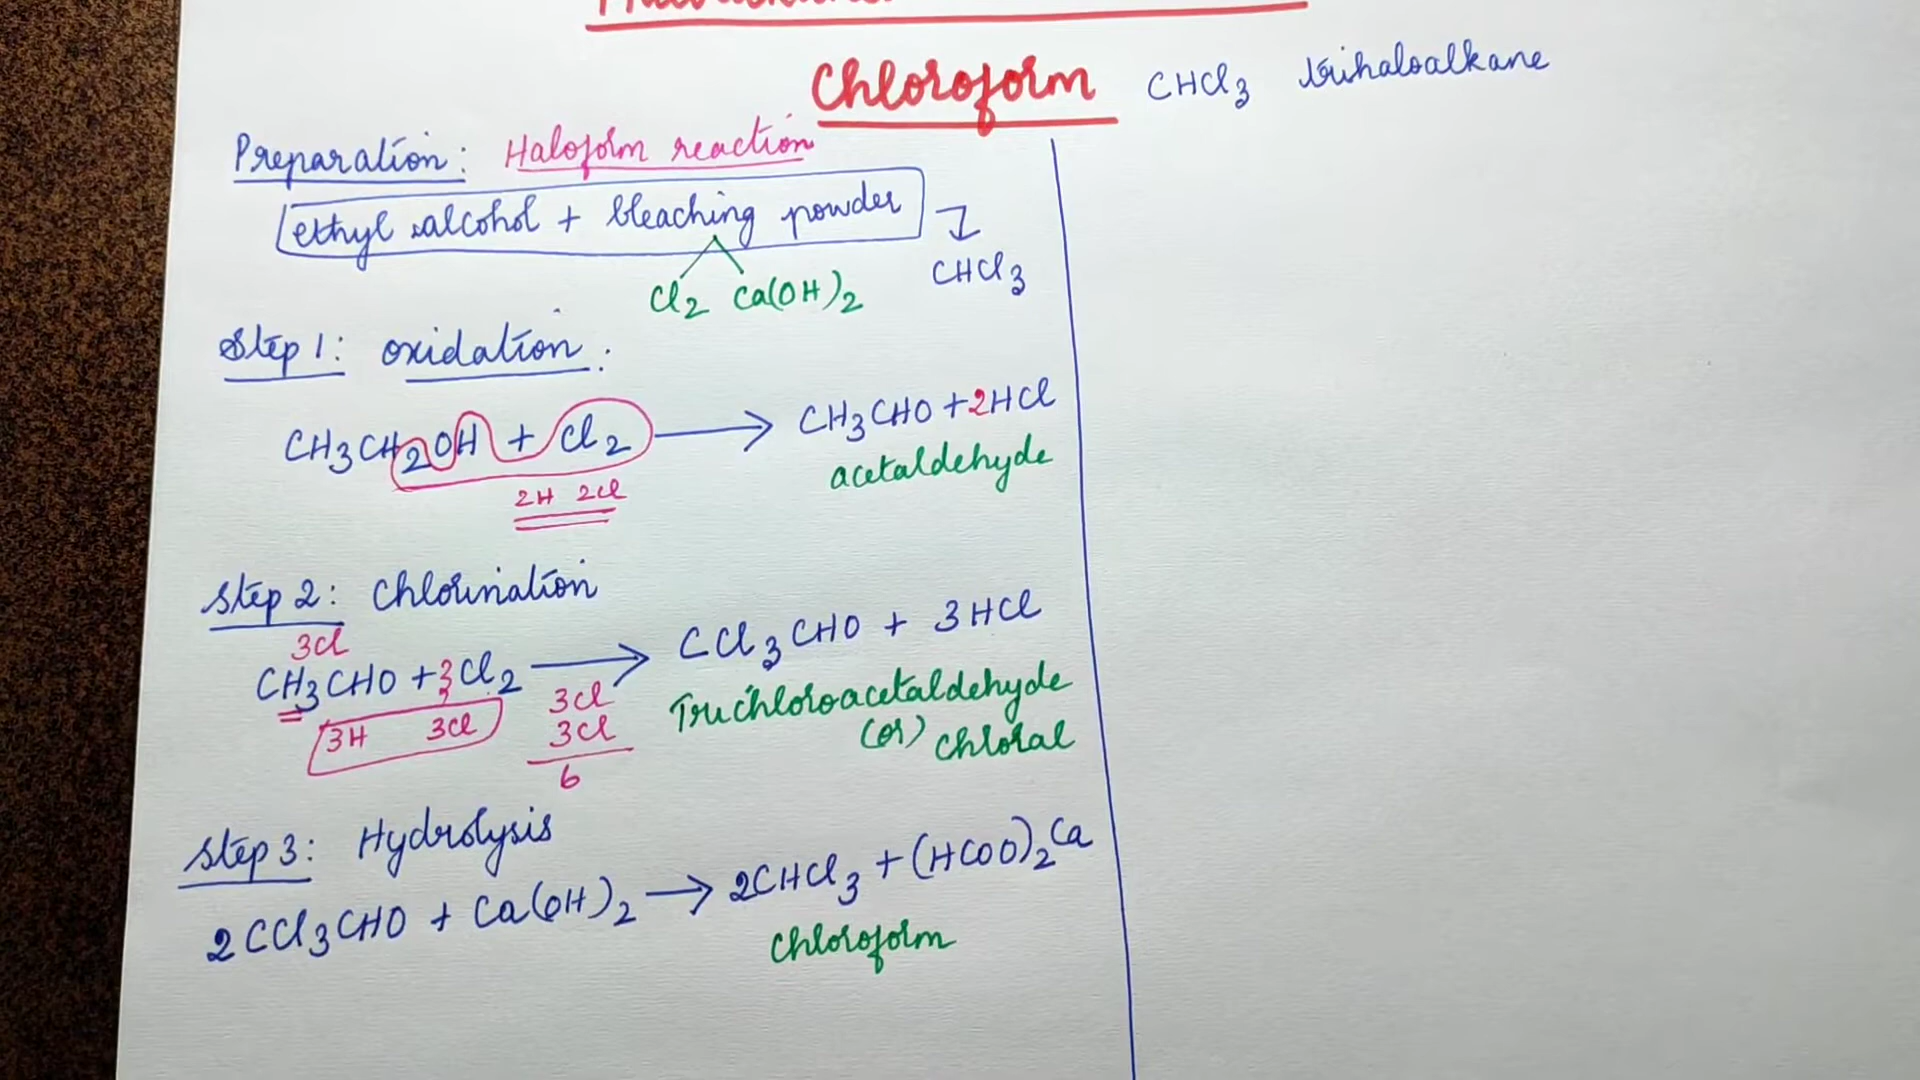 Chloroform CHCl3 trihaloalkane
Preparation: Haloform reaction
ethyl alcohol + bleaching powder
CHCl3
Cl2 Ca(OH)2
Step 1: oxidation.
CH3CH2OH + Cl2 → CH3CHO + 2HCl
acetaldehyde
2H 2Cl
Step 2: Chlorination
3Cl
CH3CHO + 3Cl2 → CCl3CHO + 3HCl
3H 3Cl
3Cl
3Cl
6
Trichloroacetaldehyde
(or) chloral
Step 3: Hydrolysis
2CCl3CHO + Ca(OH)2 → 2CHCl3 + (HCOO)2Ca
chloroform